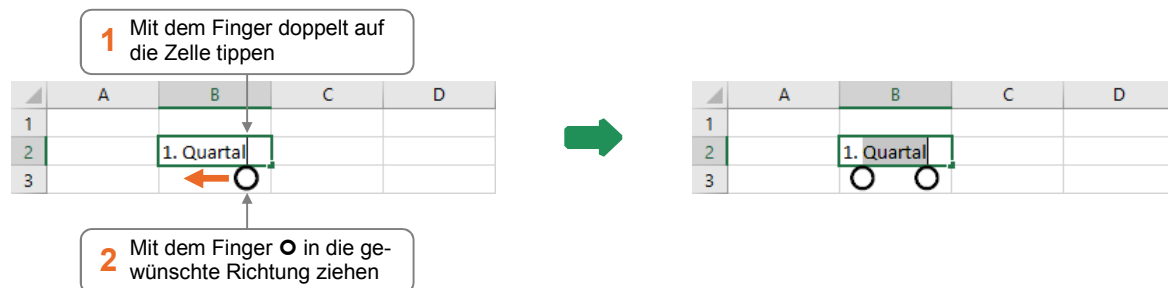 1 Mit dem Finger doppelt auf
die Zelle tippen
A B C D
1
2 1. Quartal
3
2 Mit dem Finger O in die ge-
wünschte Richtung ziehen
A B C D
1
2 1. Quartal
3